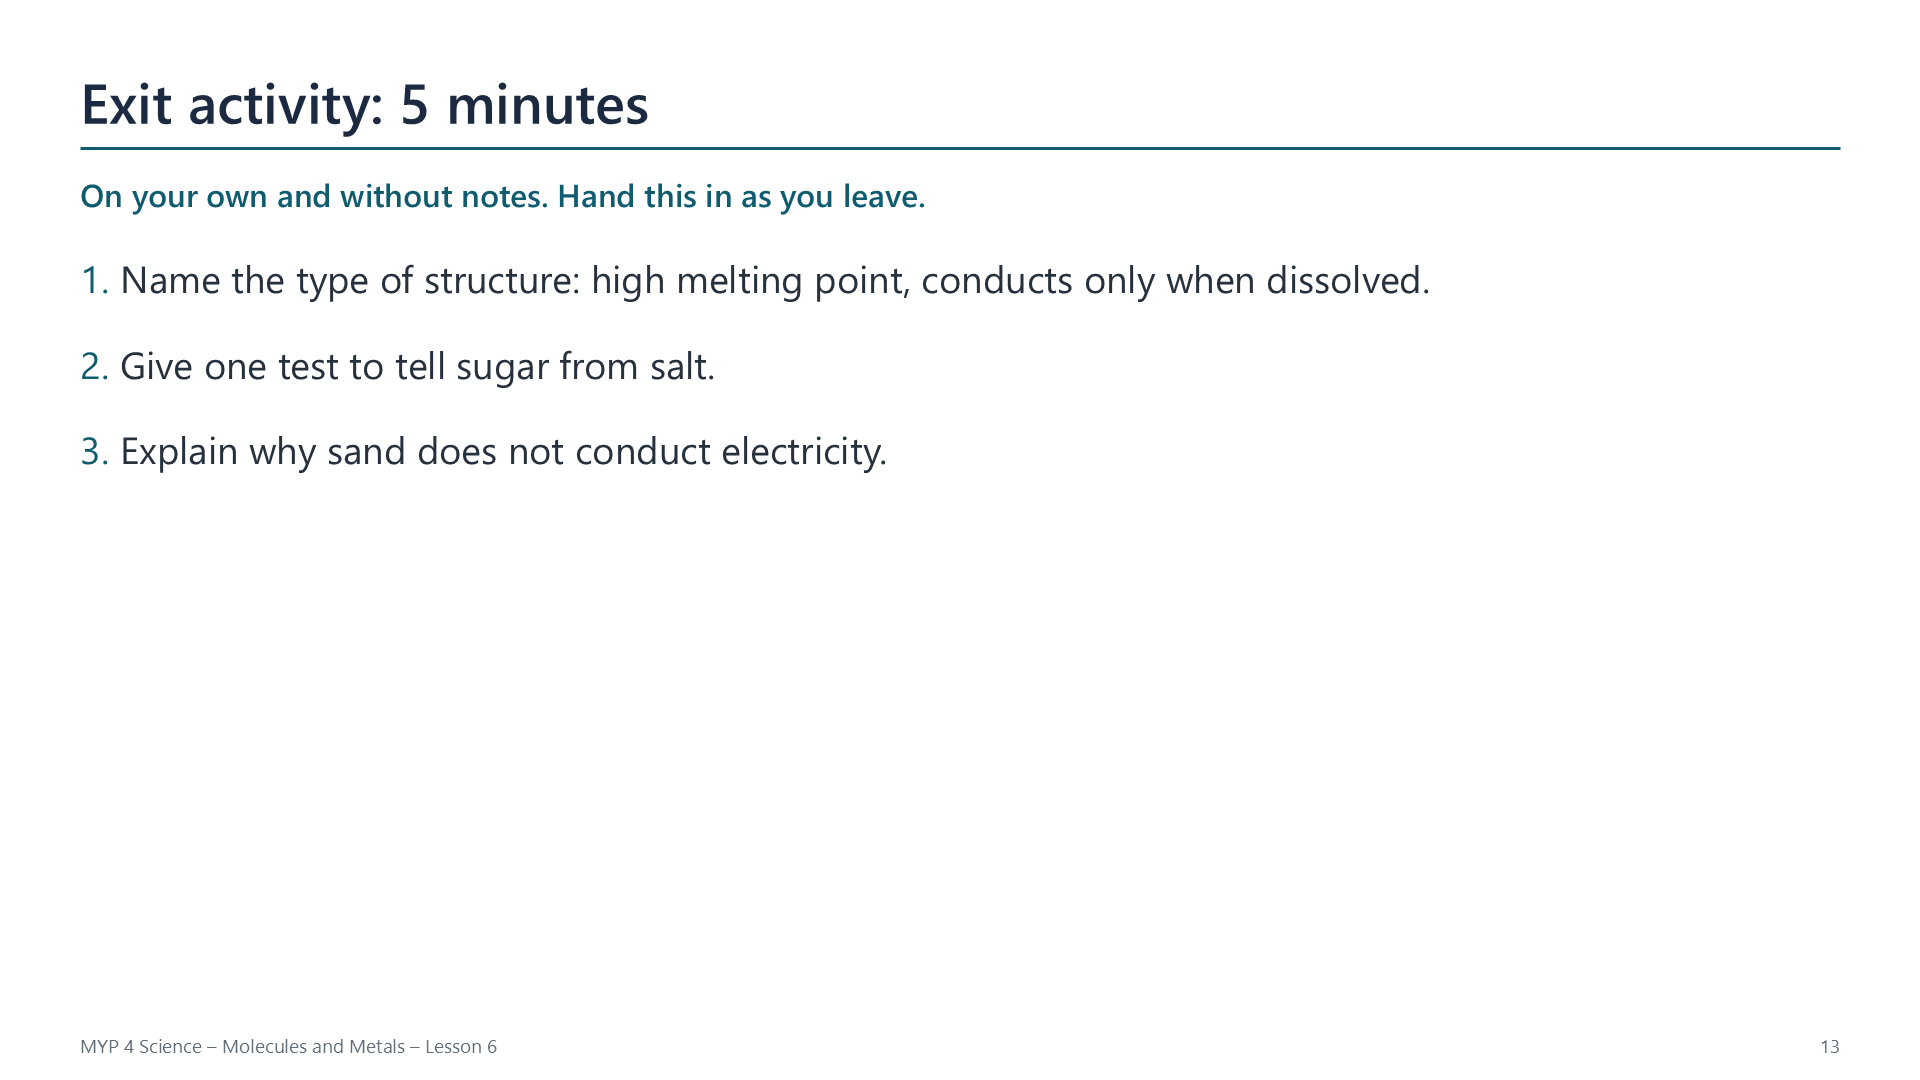 Exit activity: 5 minutes
On your own and without notes. Hand this in as you leave.
1. Name the type of structure: high melting point, conducts only when dissolved.
2. Give one test to tell sugar from salt.
3. Explain why sand does not conduct electricity.
MYP 4 Science – Molecules and Metals – Lesson 6
13